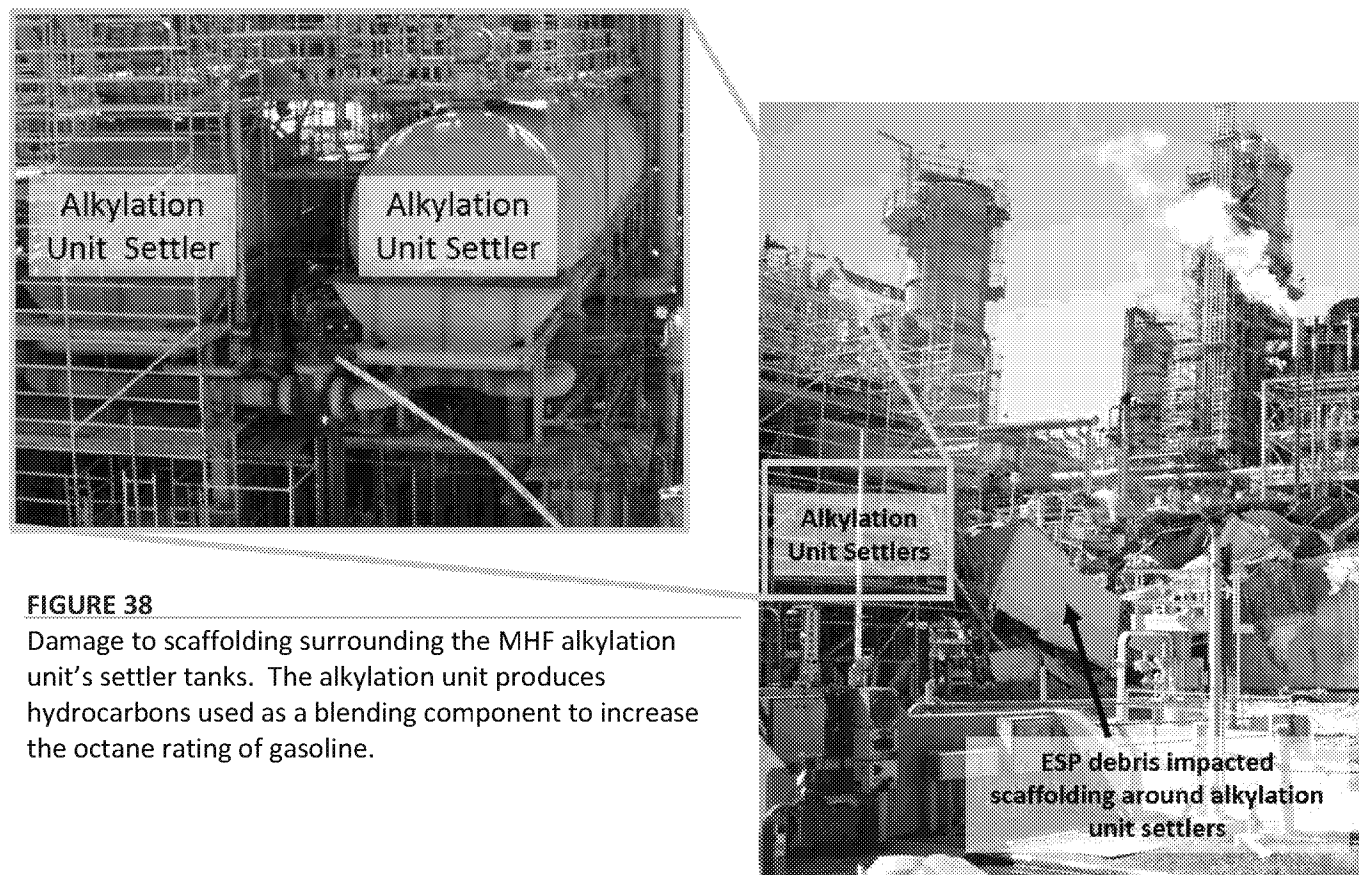 Alkylation
Unit Settler
Alkylation
Unit Settler
Alkylation
Unit Settlers
ESP debris impacted
scaffolding around alkylation
unit settlers
FIGURE 38
Damage to scaffolding surrounding the MHF alkylation
unit's settler tanks. The alkylation unit produces
hydrocarbons used as a blending component to increase
the octane rating of gasoline.